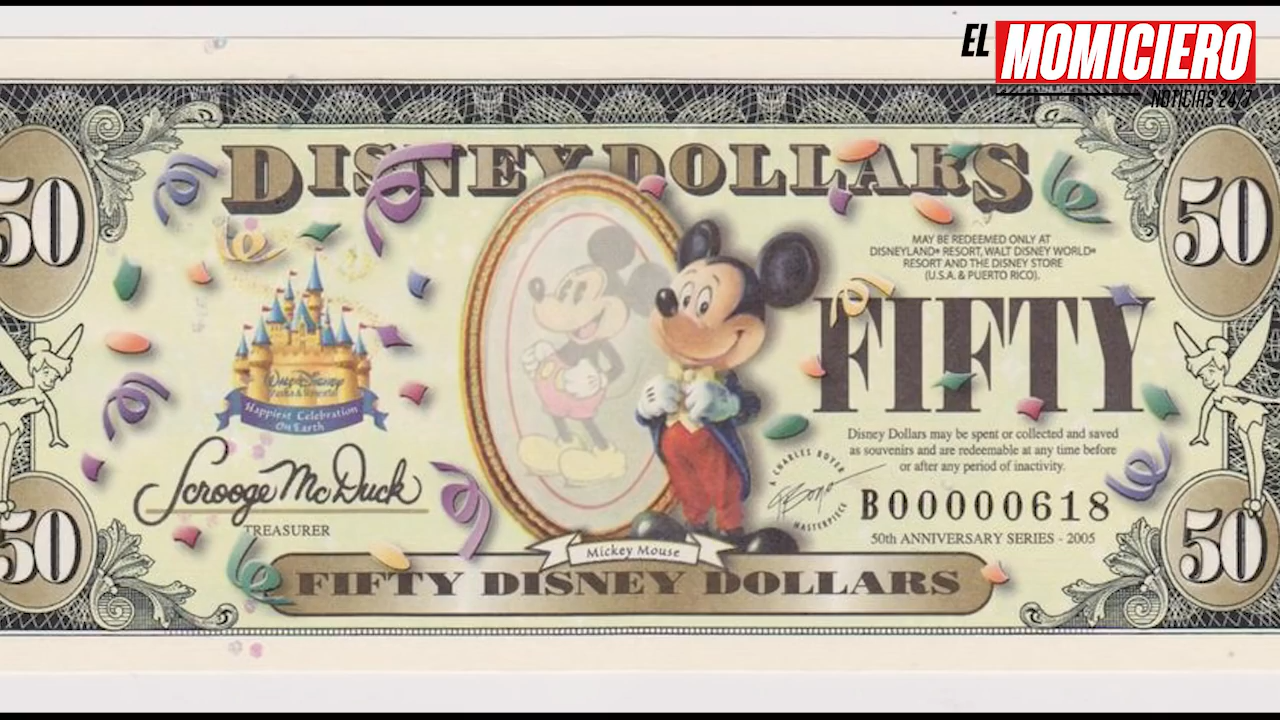 EL MOMICIERO
NOTICIAS 24/7
50
DISNEY DOLLARS
50
MAY BE REDEEMED ONLY AT
DISNEYLAND® RESORT, WALT DISNEY WORLD®
RESORT AND THE DISNEY STORE
(U.S.A. & PUERTO RICO).
FIFTY
Walt Disney
Happiest Celebration
On Earth
Disney Dollars may be spent or collected and saved
as souvenirs and are redeemable at any time before
or after any period of inactivity.
Scrooge McDuck
TREASURER
A CHARLES BOYER
MASTERPIECE
B00000618
50th ANNIVERSARY SERIES - 2005
Mickey Mouse
50
FIFTY DISNEY DOLLARS
50